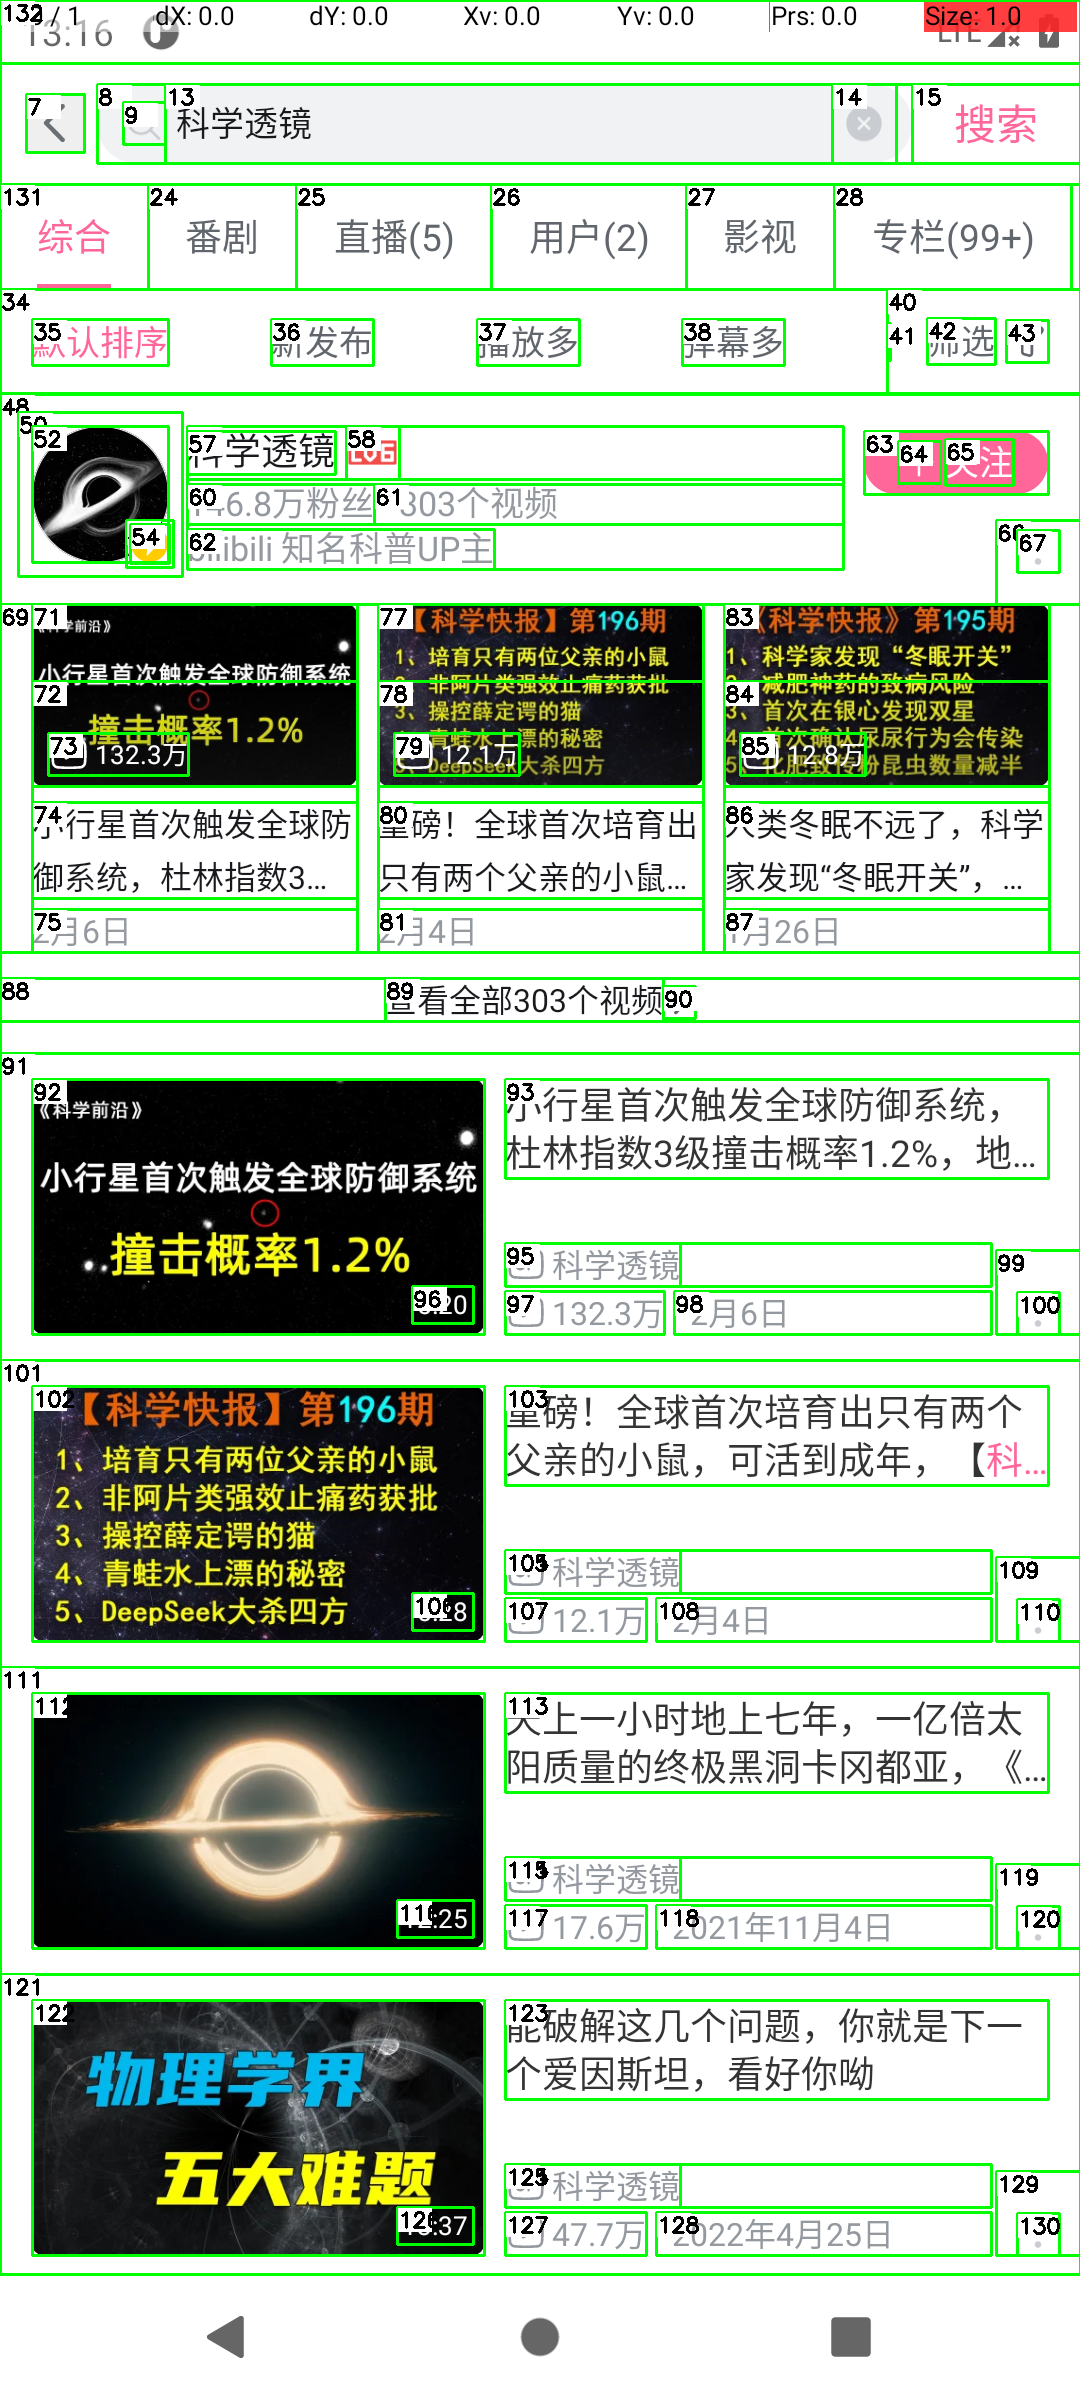 / 1 dX: 0.0 dY: 0.0 Xv: 0.0 Yv: 0.0 Prs: 0.0 Size: 1.0
132
13:16 LTE
7 8 9 13 科学透镜 14 15 搜索
131 综合 24 番剧 25 直播(5) 26 用户(2) 27 影视 28 专栏(99+)
34 40
35 默认排序 36 新发布 37 播放多 38 弹幕多 41 42 筛选 43
48
50
52 57 科学透镜 58 LV6 63 64 65 关注
60 146.8万粉丝 61 303个视频
54 62 bilibili 知名科普UP主 66 67
69 71 《科学前沿》
小行星首次触发全球防御系统
72 撞击概率1.2%
73 132.3万
74 小行星首次触发全球防
御系统，杜林指数3...
75 2月6日
77 【科学快报】第196期
1、培育只有两位父亲的小鼠
2、非阿片类强效止痛药获批
78 3、操控薛定谔的猫
青蛙水上漂的秘密
79 12.1万
5、DeepSeek大杀四方
80 重磅！全球首次培育出
只有两个父亲的小鼠...
81 2月4日
83 《科学快报》第195期
1、科学家发现“冬眠开关”
2、减肥神药的致病风险
84 3、首次在银心发现双星
4、首次确认尿尿行为会传染
85 12.8万
5、化肥致传粉昆虫数量减半
86 人类冬眠不远了，科学
家发现“冬眠开关”，...
87 1月26日
88 89 查看全部303个视频 90
91
92 《科学前沿》
小行星首次触发全球防御系统
撞击概率1.2%
96 :20
93 小行星首次触发全球防御系统，
杜林指数3级撞击概率1.2%，地...
95 科学透镜 99
97 132.3万 98 2月6日 100
101
102 【科学快报】第196期
1、培育只有两位父亲的小鼠
2、非阿片类强效止痛药获批
3、操控薛定谔的猫
4、青蛙水上漂的秘密
5、DeepSeek大杀四方
106 :28
103 重磅！全球首次培育出只有两个
父亲的小鼠，可活到成年，【科...
105 科学透镜 109
107 12.1万 108 2月4日 110
111
112
:25
113 天上一小时地上七年，一亿倍太
阳质量的终极黑洞卡冈都亚，《...
115 科学透镜 119
117 17.6万 118 2021年11月4日 120
121
122 物理学界
五大难题
126 :37
123 能破解这几个问题，你就是下一
个爱因斯坦，看好你呦
125 科学透镜 129
127 47.7万 128 2022年4月25日 130